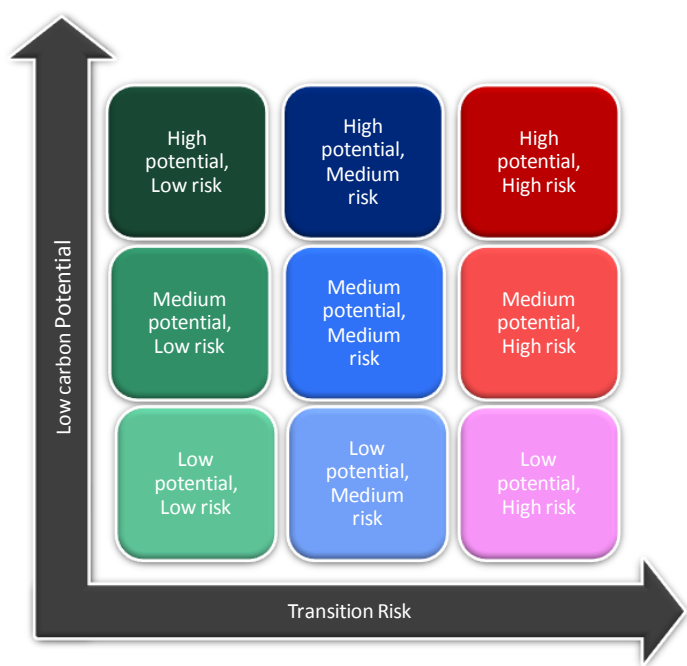 High
potential,
Low risk
High
potential,
Medium
risk
High
potential,
High risk
Low carbon Potential
Medium
potential,
Low risk
Medium
potential,
Medium
risk
Medium
potential,
High risk
Low
potential,
Low risk
Low
potential,
Medium
risk
Low
potential,
High risk
Transition Risk